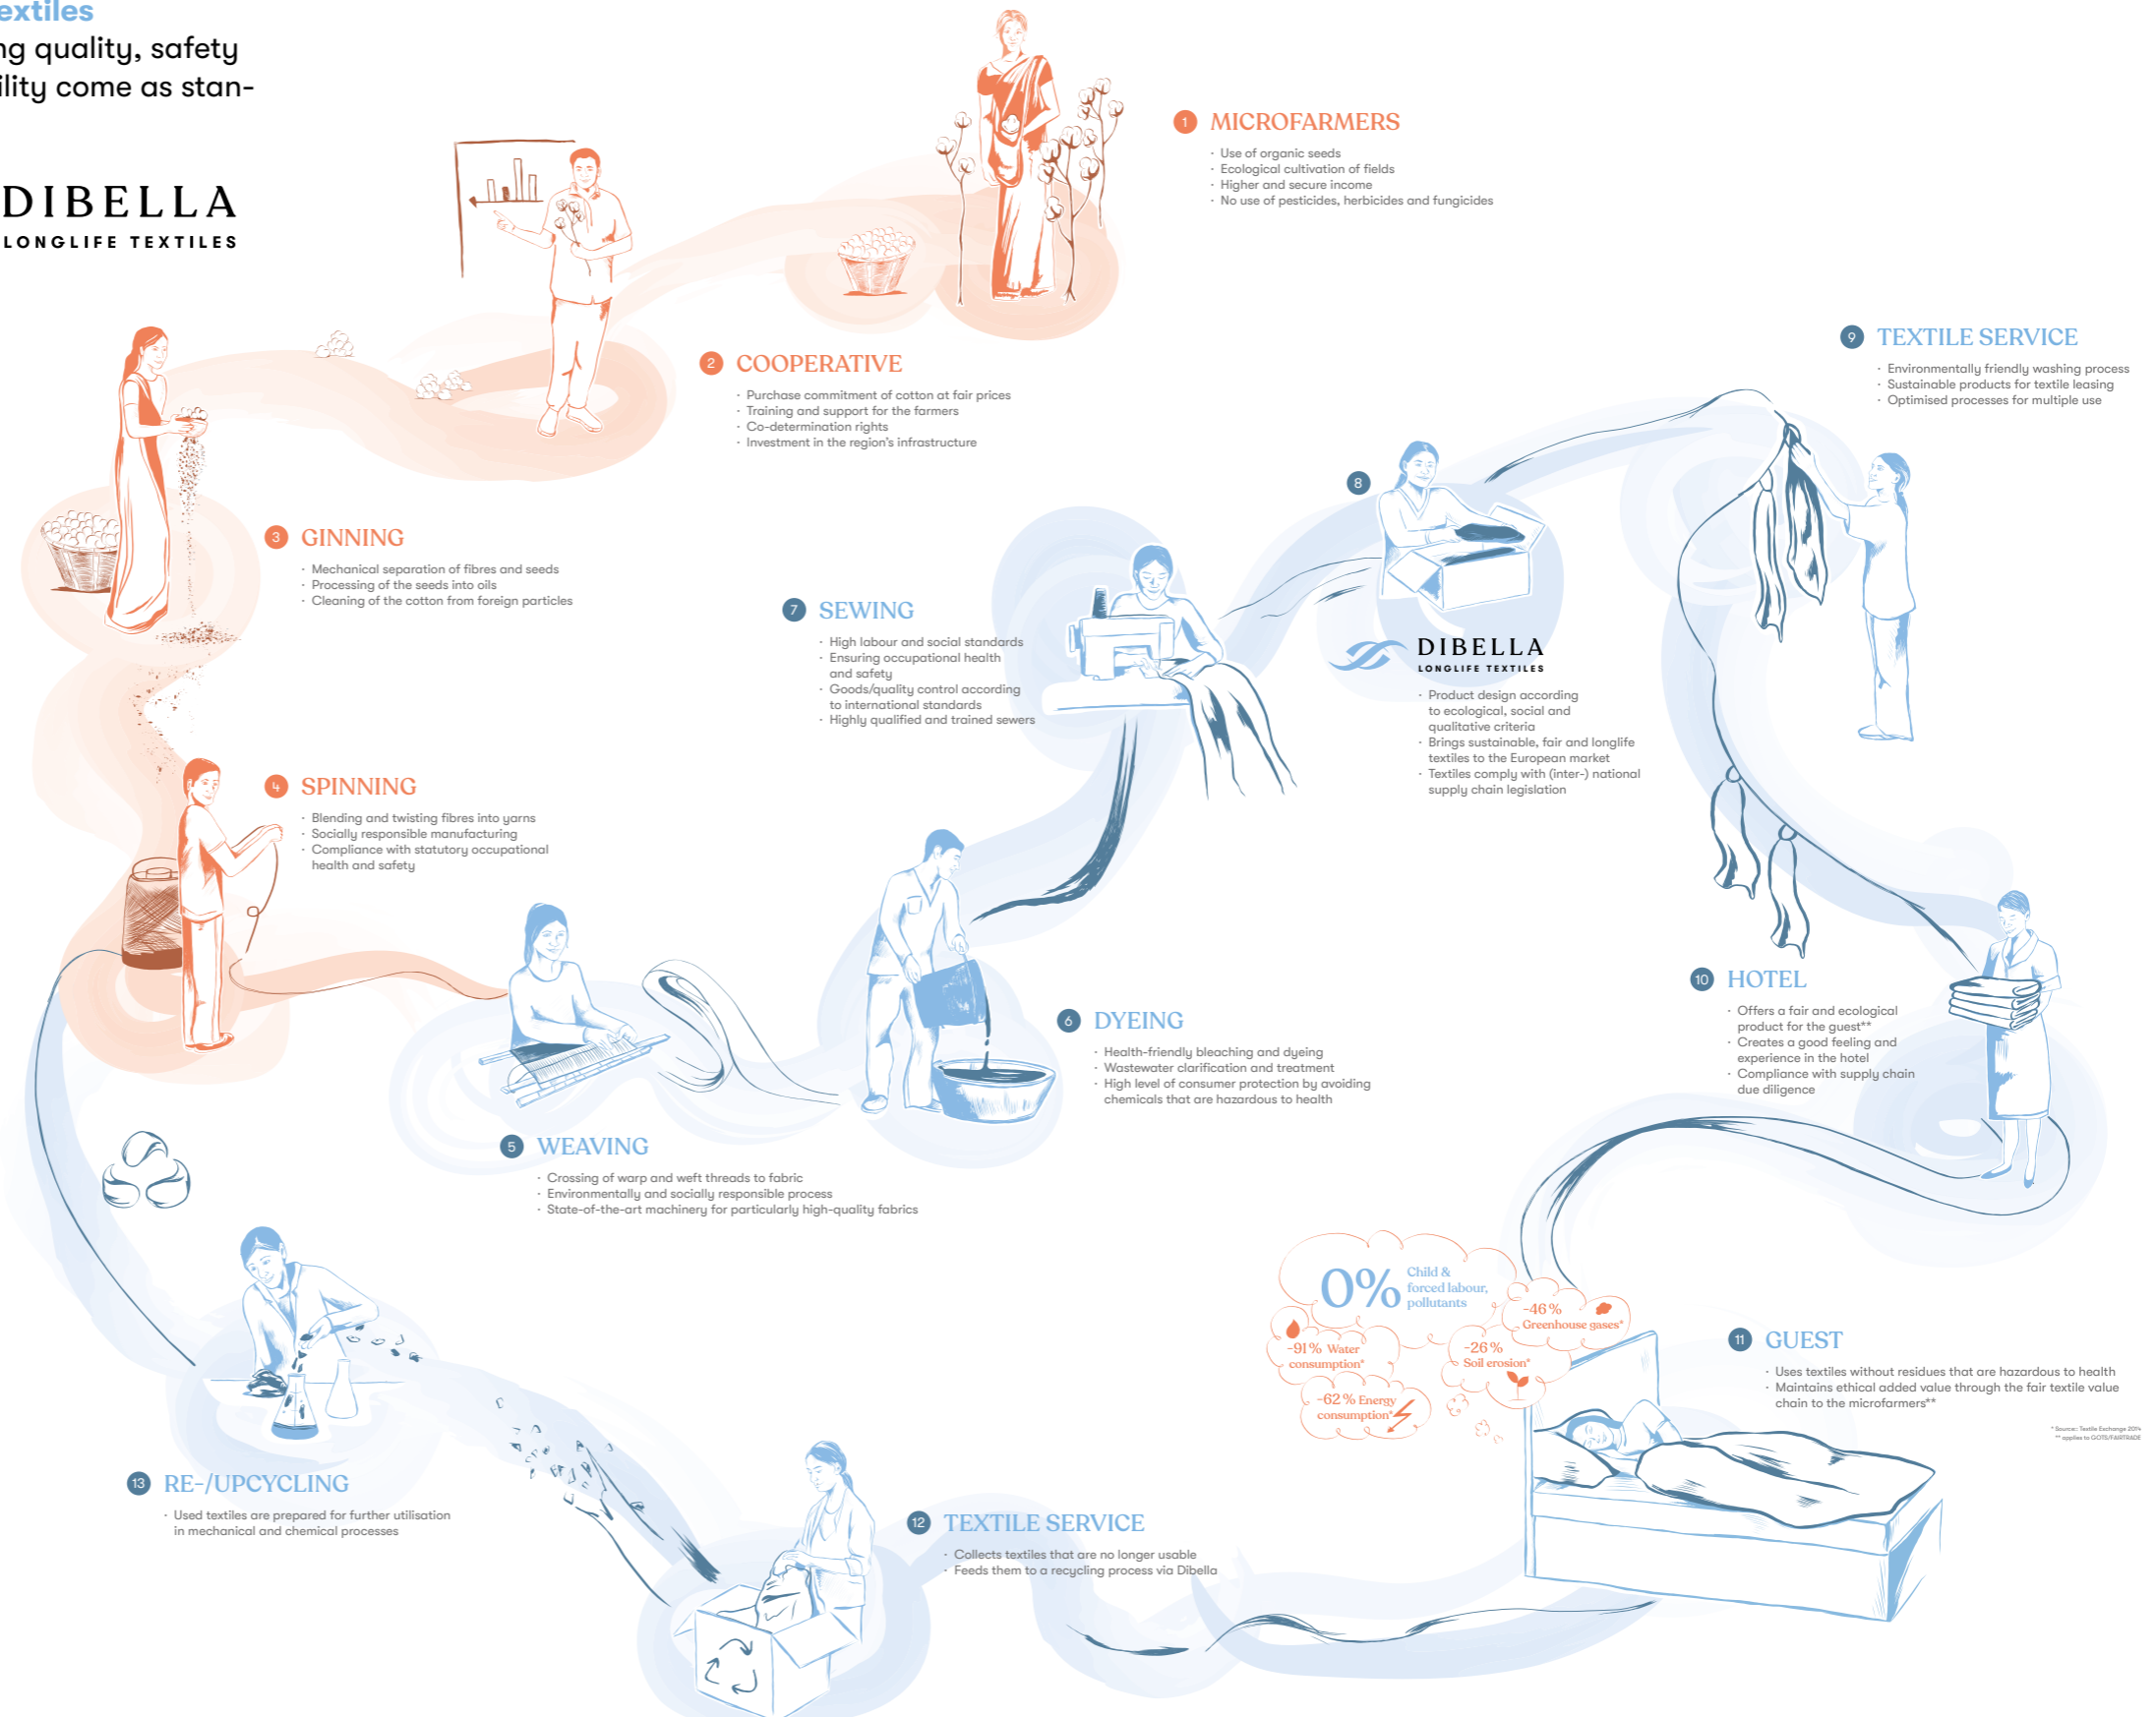 extiles
ng quality, safety
ility come as stan-
DIBELLA
LONGLIFE TEXTILES
1 MICROFARMERS
· Use of organic seeds
· Ecological cultivation of fields
· Higher and secure income
· No use of pesticides, herbicides and fungicides
2 COOPERATIVE
· Purchase commitment of cotton at fair prices
· Training and support for the farmers
· Co-determination rights
· Investment in the region's infrastructure
3 GINNING
· Mechanical separation of fibres and seeds
· Processing of the seeds into oils
· Cleaning of the cotton from foreign particles
4 SPINNING
· Blending and twisting fibres into yarns
· Socially responsible manufacturing
· Compliance with statutory occupational
health and safety
5 WEAVING
· Crossing of warp and weft threads to fabric
· Environmentally and socially responsible process
· State-of-the-art machinery for particularly high-quality fabrics
6 DYEING
· Health-friendly bleaching and dyeing
· Wastewater clarification and treatment
· High level of consumer protection by avoiding
chemicals that are hazardous to health
7 SEWING
· High labour and social standards
· Ensuring occupational health
and safety
· Goods/quality control according
to international standards
· Highly qualified and trained sewers
8
DIBELLA
LONGLIFE TEXTILES
· Product design according
to ecological, social and
qualitative criteria
· Brings sustainable, fair and longlife
textiles to the European market
· Textiles comply with (inter-) national
supply chain legislation
9 TEXTILE SERVICE
· Environmentally friendly washing process
· Sustainable products for textile leasing
· Optimised processes for multiple use
10 HOTEL
· Offers a fair and ecological
product for the guest**
· Creates a good feeling and
experience in the hotel
· Compliance with supply chain
due diligence
0% Child &
forced labour,
pollutants
-46%
Greenhouse gases*
-91% Water
consumption*
-26%
Soil erosion*
-62% Energy
consumption*
11 GUEST
· Uses textiles without residues that are hazardous to health
· Maintains ethical added value through the fair textile value
chain to the microfarmers**
* Source: Textile Exchange 2014
** applies to GOTS/FAIRTRADE
12 TEXTILE SERVICE
· Collects textiles that are no longer usable
· Feeds them to a recycling process via Dibella
13 RE-/UPCYCLING
· Used textiles are prepared for further utilisation
in mechanical and chemical processes